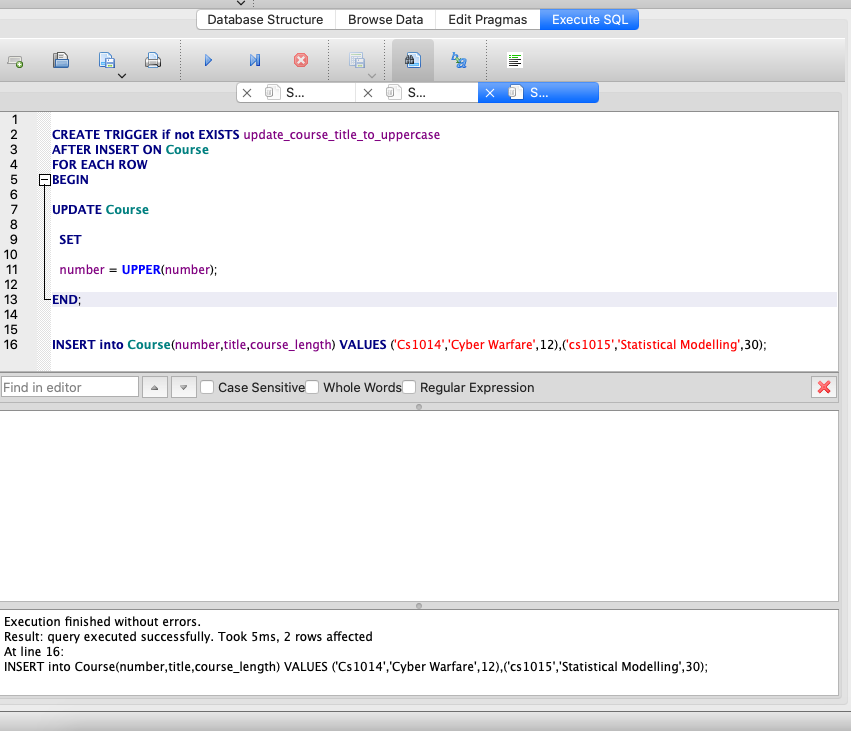 Database Structure Browse Data Edit Pragmas Execute SQL
S... S... S...
1
2 CREATE TRIGGER if not EXISTS update_course_title_to_uppercase
3 AFTER INSERT ON Course
4 FOR EACH ROW
5 BEGIN
6
7 UPDATE Course
8
9 SET
10
11 number = UPPER(number);
12
13 END;
14
15
16 INSERT into Course(number,title,course_length) VALUES ('Cs1014','Cyber Warfare',12),('cs1015','Statistical Modelling',30);
Find in editor Case Sensitive Whole Words Regular Expression
Execution finished without errors.
Result: query executed successfully. Took 5ms, 2 rows affected
At line 16:
INSERT into Course(number,title,course_length) VALUES ('Cs1014','Cyber Warfare',12),('cs1015','Statistical Modelling',30);